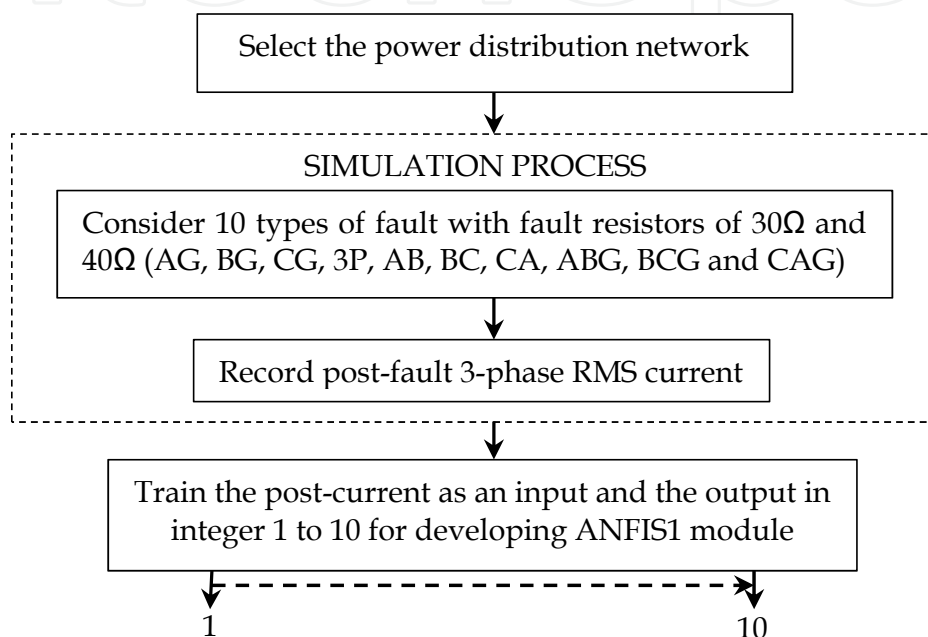 Select the power distribution network
SIMULATION PROCESS
Consider 10 types of fault with fault resistors of 30Ω and
40Ω (AG, BG, CG, 3P, AB, BC, CA, ABG, BCG and CAG)
Record post-fault 3-phase RMS current
Train the post-current as an input and the output in
integer 1 to 10 for developing ANFIS1 module
1
10